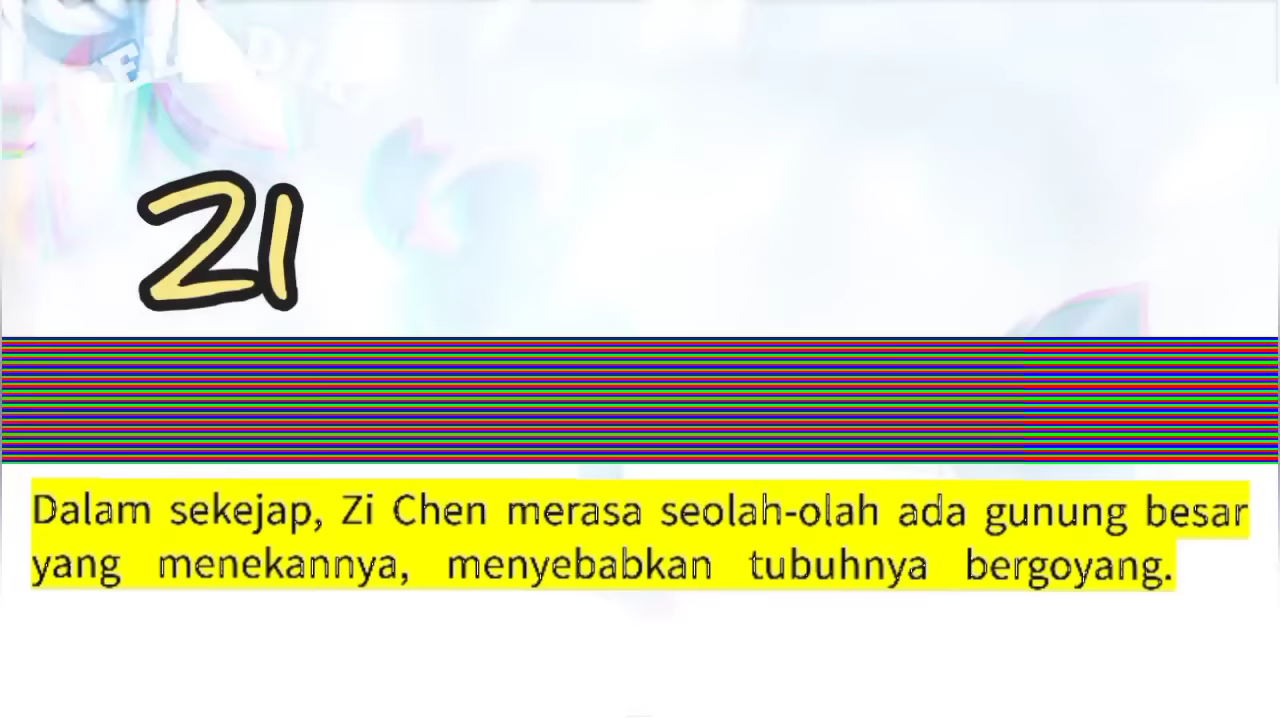 ZI
Dalam sekejap, Zi Chen merasa seolah-olah ada gunung besar
yang menekannya, menyebabkan tubuhnya bergoyang.